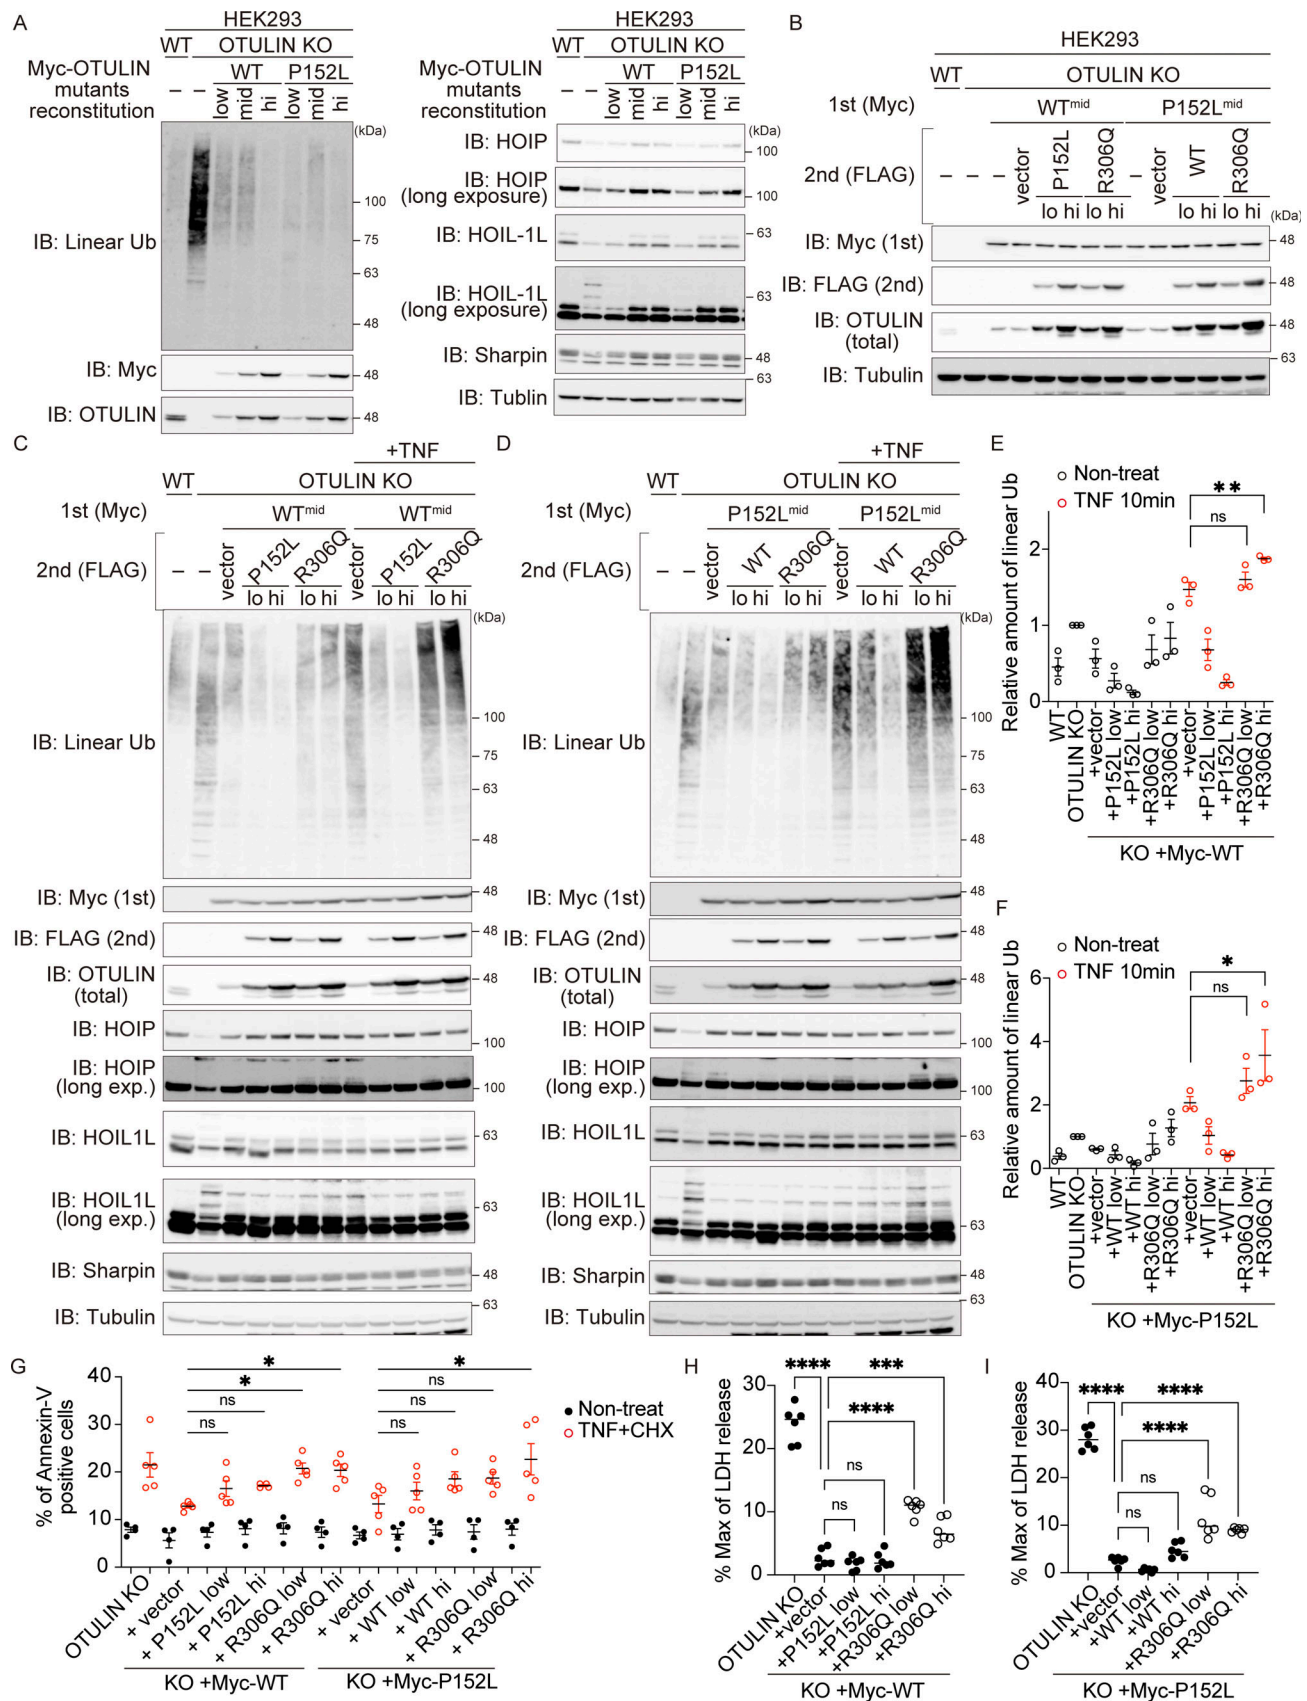 A
HEK293
WT OTULIN KO
Myc-OTULIN
mutants
reconstitution
WT P152L
– – low mid hi low mid hi
(kDa)
IB: Linear Ub
100
75
63
48
IB: Myc
48
IB: OTULIN
48
HEK293
WT OTULIN KO
Myc-OTULIN
mutants
reconstitution
WT P152L
– – low mid hi low mid hi
(kDa)
IB: HOIP
100
IB: HOIP
(long exposure)
100
IB: HOIL-1L
63
IB: HOIL-1L
(long exposure)
63
IB: Sharpin
48
63
IB: Tublin
B
HEK293
WT OTULIN KO
1st (Myc)
WTmid P152Lmid
2nd (FLAG)
– – – vector P152L R306Q – vector WT R306Q
lo hi lo hi lo hi lo hi
(kDa)
IB: Myc (1st)
48
IB: FLAG (2nd)
48
IB: OTULIN
(total)
48
63
IB: Tubulin
C
+TNF
WT OTULIN KO
1st (Myc)
WTmid WTmid
2nd (FLAG)
– – vector P152L R306Q vector P152L R306Q
lo hi lo hi lo hi lo hi
(kDa)
IB: Linear Ub
100
75
63
48
IB: Myc (1st)
48
IB: FLAG (2nd)
48
IB: OTULIN
(total)
48
IB: HOIP
100
IB: HOIP
(long exp.)
100
IB: HOIL1L
63
IB: HOIL1L
(long exp.)
63
IB: Sharpin
48
63
IB: Tubulin
D
+TNF
WT OTULIN KO
1st (Myc)
P152Lmid P152Lmid
2nd (FLAG)
– – vector WT R306Q vector WT R306Q
lo hi lo hi lo hi lo hi
(kDa)
IB: Linear Ub
100
75
63
48
IB: Myc (1st)
48
IB: FLAG (2nd)
48
IB: OTULIN
(total)
48
IB: HOIP
100
IB: HOIP
(long exp.)
100
IB: HOIL1L
63
IB: HOIL1L
(long exp.)
63
IB: Sharpin
48
63
IB: Tubulin
E
Non-treat
TNF 10min
**
ns
Relative amount of linear Ub
2
1
0
WT
OTULIN KO
+vector
+P152L low
+P152L hi
+R306Q low
+R306Q hi
+vector
+P152L low
+P152L hi
+R306Q low
+R306Q hi
KO +Myc-WT
F
Non-treat
TNF 10min
*
ns
Relative amount of linear Ub
6
4
2
0
WT
OTULIN KO
+vector
+WT low
+WT hi
+R306Q low
+R306Q hi
+vector
+WT low
+WT hi
+R306Q low
+R306Q hi
KO +Myc-P152L
G
* *
* ns
ns ns
ns ns
Non-treat
TNF+CHX
% of Annexin-V
positive cells
40
30
20
10
0
OTULIN KO
+ vector
+ P152L low
+ P152L hi
+ R306Q low
+ R306Q hi
+ vector
+ WT low
+ WT hi
+ R306Q low
+ R306Q hi
KO +Myc-WT
KO +Myc-P152L
H
**** ***
****
ns
ns
% Max of LDH release
30
20
10
0
OTULIN KO
+vector
+P152L low
+P152L hi
+R306Q low
+R306Q hi
KO +Myc-WT
I
**** ****
****
ns
ns
% Max of LDH release
40
30
20
10
0
OTULIN KO
+vector
+WT low
+WT hi
+R306Q low
+R306Q hi
KO +Myc-P152L